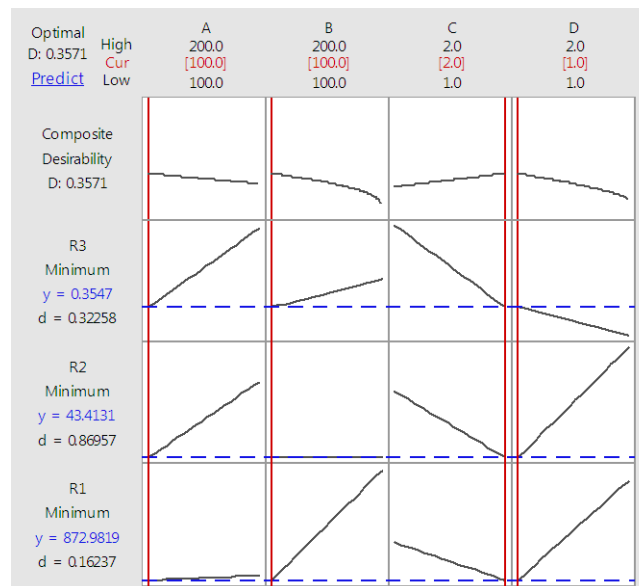 Optimal
D: 0.3571
Predict
High
Cur
Low
A
200.0
[100.0]
100.0
B
200.0
[100.0]
100.0
C
2.0
[2.0]
1.0
D
2.0
[1.0]
1.0
Composite
Desirability
D: 0.3571
R3
Minimum
y = 0.3547
d = 0.32258
R2
Minimum
y = 43.4131
d = 0.86957
R1
Minimum
y = 872.9819
d = 0.16237